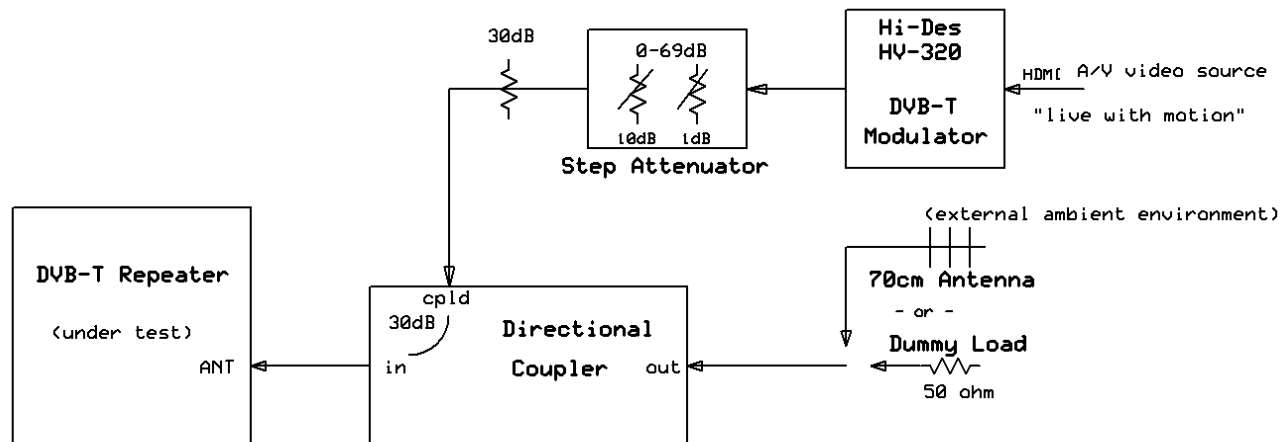 30dB
0-69dB
10dB
1dB
Step Attenuator
Hi-Des
HV-320
DVB-T
Modulator
HDMI A/V video source
"live with motion"
DVB-T Repeater
(under test)
ANT
cpld
30dB
in
Directional
Coupler
out
(external ambient environment)
70cm Antenna
- or -
Dummy Load
50 ohm